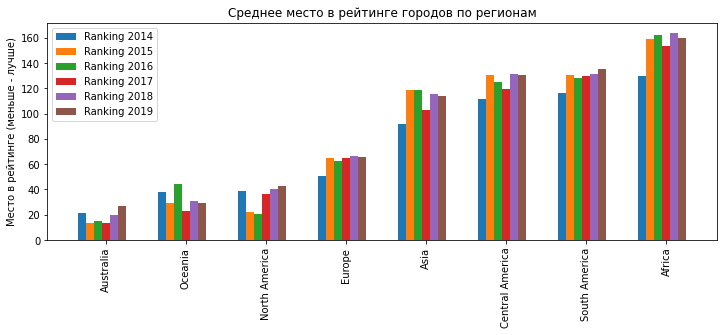 Среднее место в рейтинге городов по регионам
Место в рейтинге (меньше - лучше)
160
140
120
100
80
60
40
20
0
Ranking 2014
Ranking 2015
Ranking 2016
Ranking 2017
Ranking 2018
Ranking 2019
Australia
Oceania
North America
Europe
Asia
Central America
South America
Africa